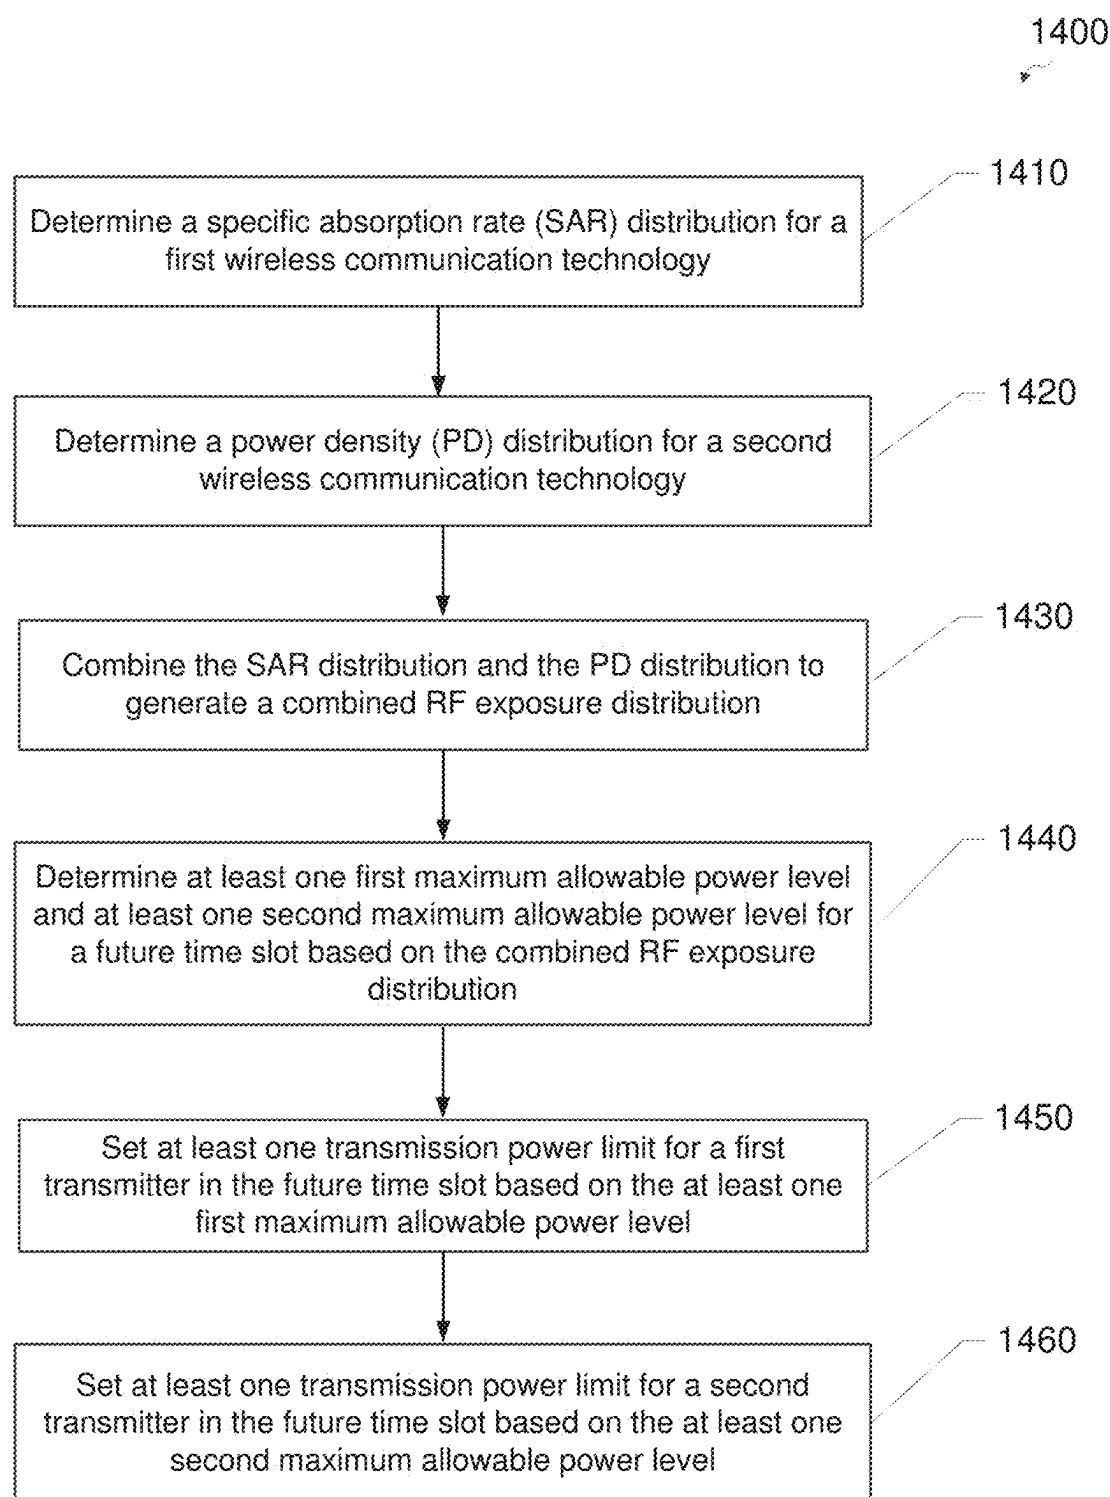 1400
1410
Determine a specific absorption rate (SAR) distribution for a
first wireless communication technology
1420
Determine a power density (PD) distribution for a second
wireless communication technology
1430
Combine the SAR distribution and the PD distribution to
generate a combined RF exposure distribution
1440
Determine at least one first maximum allowable power level
and at least one second maximum allowable power level for
a future time slot based on the combined RF exposure
distribution
1450
Set at least one transmission power limit for a first
transmitter in the future time slot based on the at least one
first maximum allowable power level
1460
Set at least one transmission power limit for a second
transmitter in the future time slot based on the at least one
second maximum allowable power level